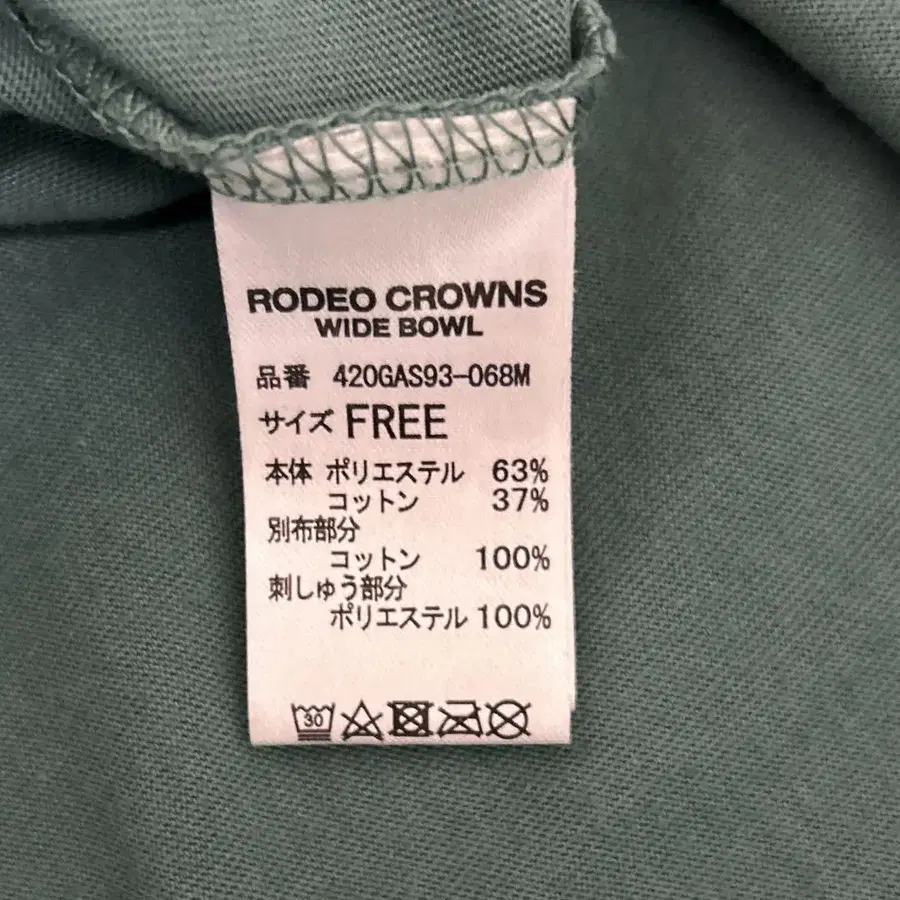 RODEO CROWNS
WIDE BOWL
品番 420GAS93-068M
サイズ FREE
本体 ポリエステル 63%
コットン 37%
別布部分
コットン 100%
刺しゅう部分
ポリエステル 100%
30